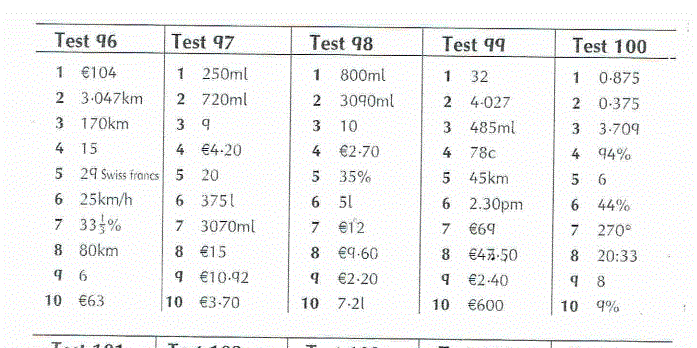 Test 96 Test 97 Test 98 Test 99 Test 100
1 €104 1 250ml 1 800ml 1 32 1 0·875
2 3·047km 2 720ml 2 3090ml 2 4·027 2 0·375
3 170km 3 9 3 10 3 485ml 3 3·709
4 15 4 €4·20 4 €2·70 4 78c 4 94%
5 29 Swiss francs 5 20 5 35% 5 45km 5 6
6 25km/h 6 375l 6 5l 6 2.30pm 6 44%
7 33⅓% 7 3070ml 7 €12 7 €69 7 270°
8 80km 8 €15 8 €9·60 8 8 20:33
9 6 9 €10·92 9 €2·20 9 €2·40 9 8
10 €63 10 €3·70 10 7·2l 10 €600 10 9%